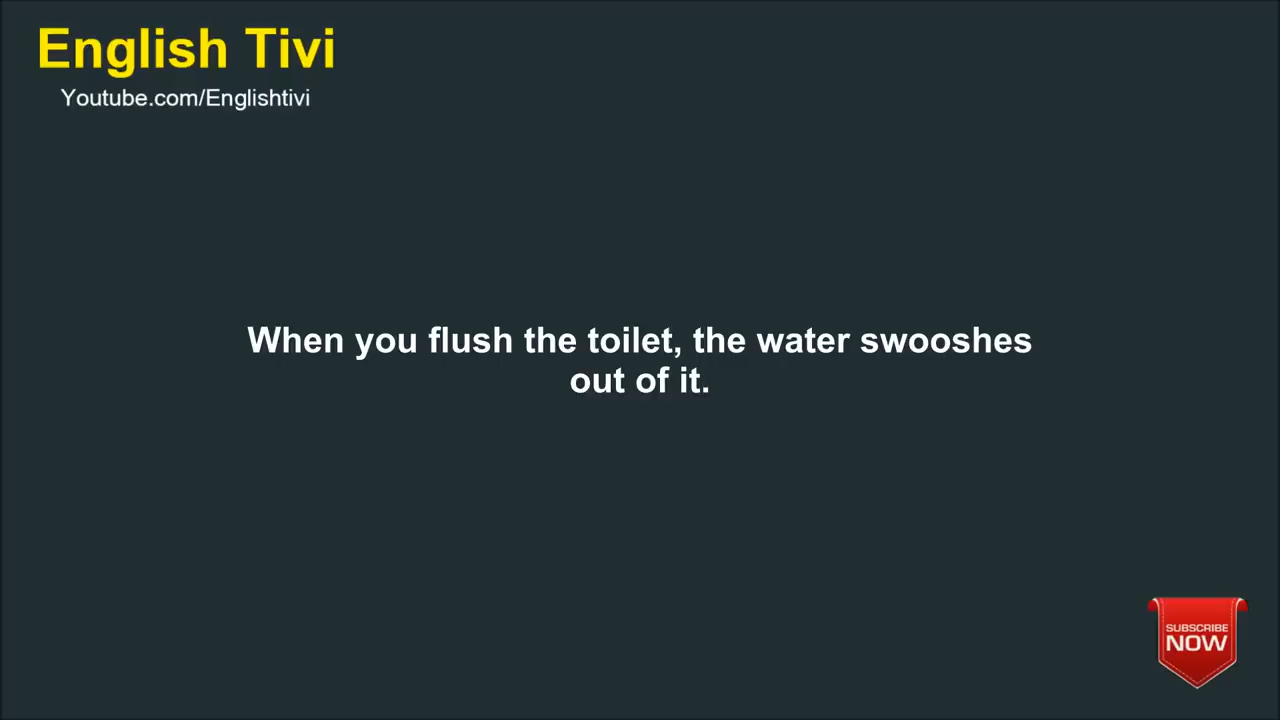 English Tivi
Youtube.com/Englishtivi
When you flush the toilet, the water swooshes
out of it.
SUBSCRIBE
NOW